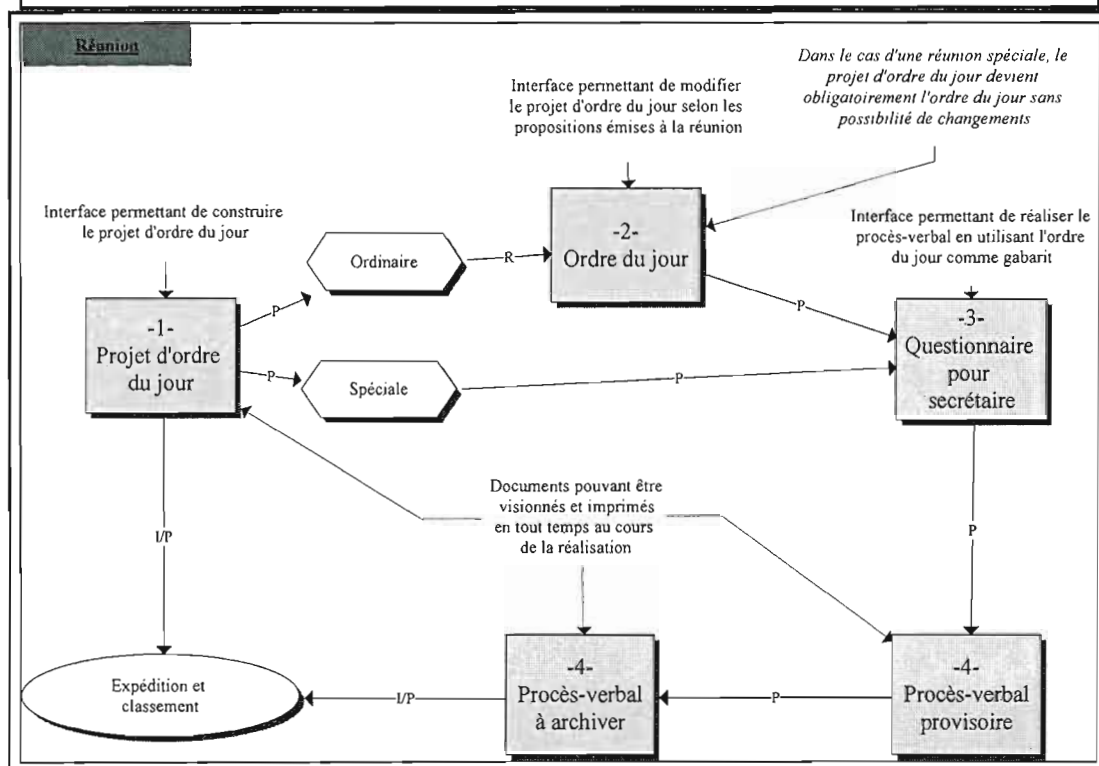 Réunion
Dans le cas d'une réunion spéciale, le
projet d'ordre du jour devient
obligatoirement l'ordre du jour sans
possibilité de changements
Interface permettant de modifier
le projet d'ordre du jour selon les
propositions émises à la réunion
Interface permettant de construire
le projet d'ordre du jour
Interface permettant de réaliser le
procès-verbal en utilisant l'ordre
du jour comme gabarit
-1-
Projet d'ordre
du jour
P
Ordinaire
R
-2-
Ordre du jour
P
P
Spéciale
P
-3-
Questionnaire
pour
secrétaire
Documents pouvant être
visionnés et imprimés
en tout temps au cours
de la réalisation
I/P
P
Expédition et
classement
I/P
-4-
Procès-verbal
à archiver
P
-4-
Procès-verbal
provisoire